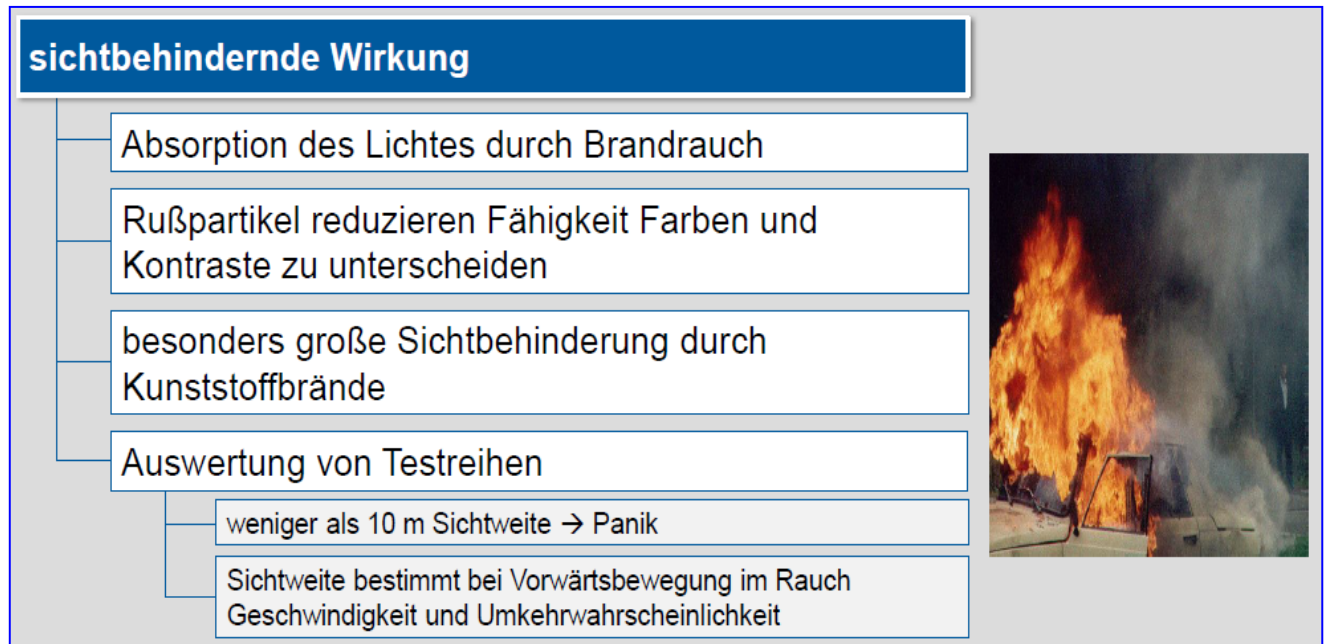 sichtbehindernde Wirkung
Absorption des Lichtes durch Brandrauch
Rußpartikel reduzieren Fähigkeit Farben und
Kontraste zu unterscheiden
besonders große Sichtbehinderung durch
Kunststoffbrände
Auswertung von Testreihen
weniger als 10 m Sichtweite → Panik
Sichtweite bestimmt bei Vorwärtsbewegung im Rauch
Geschwindigkeit und Umkehrwahrscheinlichkeit